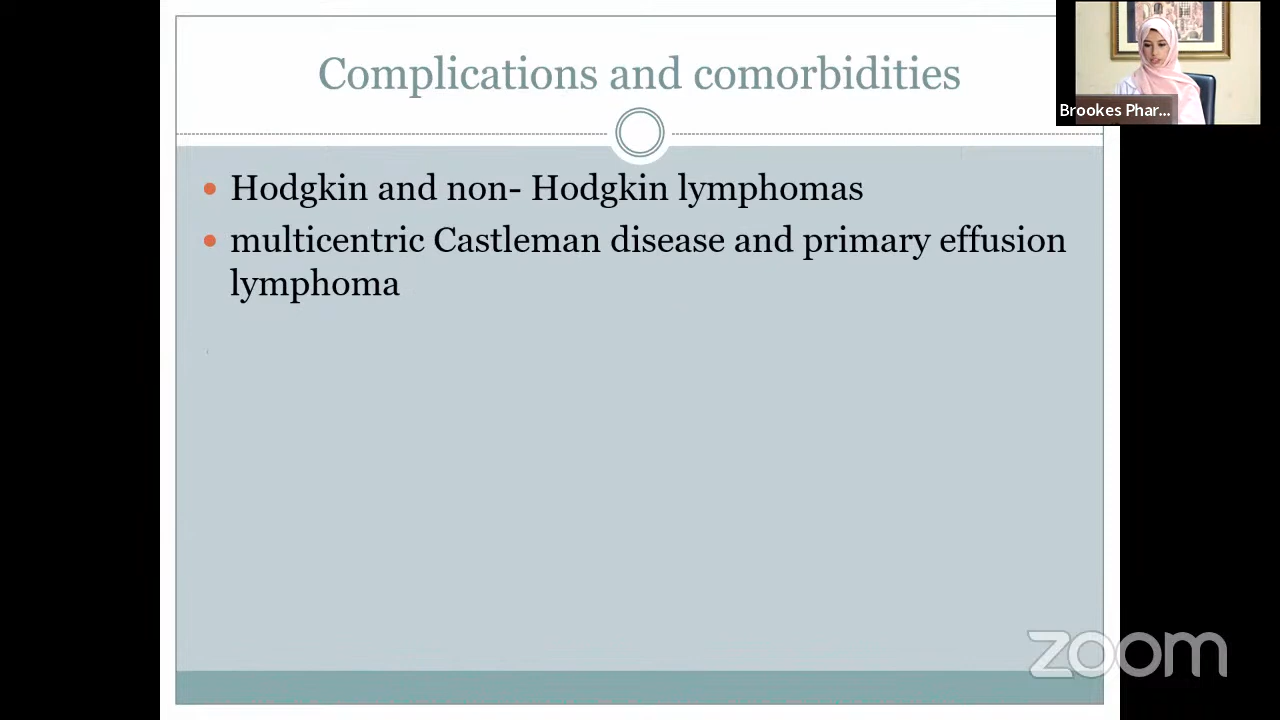 Complications and comorbidities
Brookes Phar...
Hodgkin and non- Hodgkin lymphomas
multicentric Castleman disease and primary effusion
lymphoma
zoom